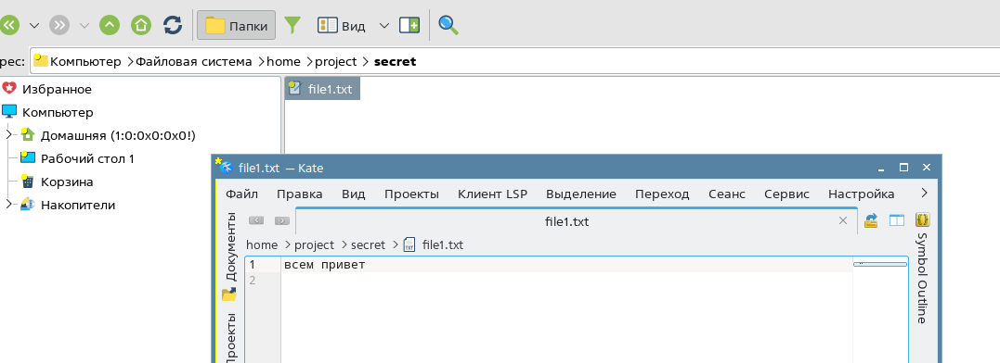 Папки
Вид
рес:
Компьютер
Файловая система
home
project
secret
Избранное
file1.txt
Компьютер
Домашняя (1:0:0x0:0x0!)
Рабочий стол 1
Корзина
Накопители
file1.txt — Kate
Файл Правка Вид Проекты Клиент LSP Выделение Переход Сеанс Сервис Настройка
file1.txt
home project secret file1.txt
1 всем привет
2
Документы
Проекты
Symbol Outline